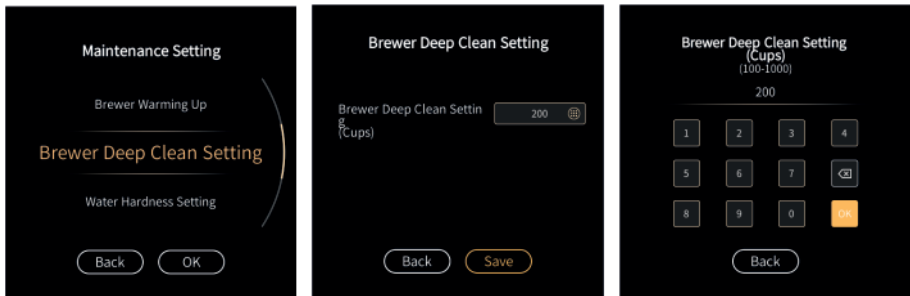 Maintenance Setting
Brewer Warming Up
Brewer Deep Clean Setting
Water Hardness Setting
Back
OK
Brewer Deep Clean Setting
Brewer Deep Clean Settin
g
(Cups)
200
Back
Save
Brewer Deep Clean Setting
(Cups)
(100-1000)
200
1 2 3 4
5 6 7
8 9 0 OK
Back